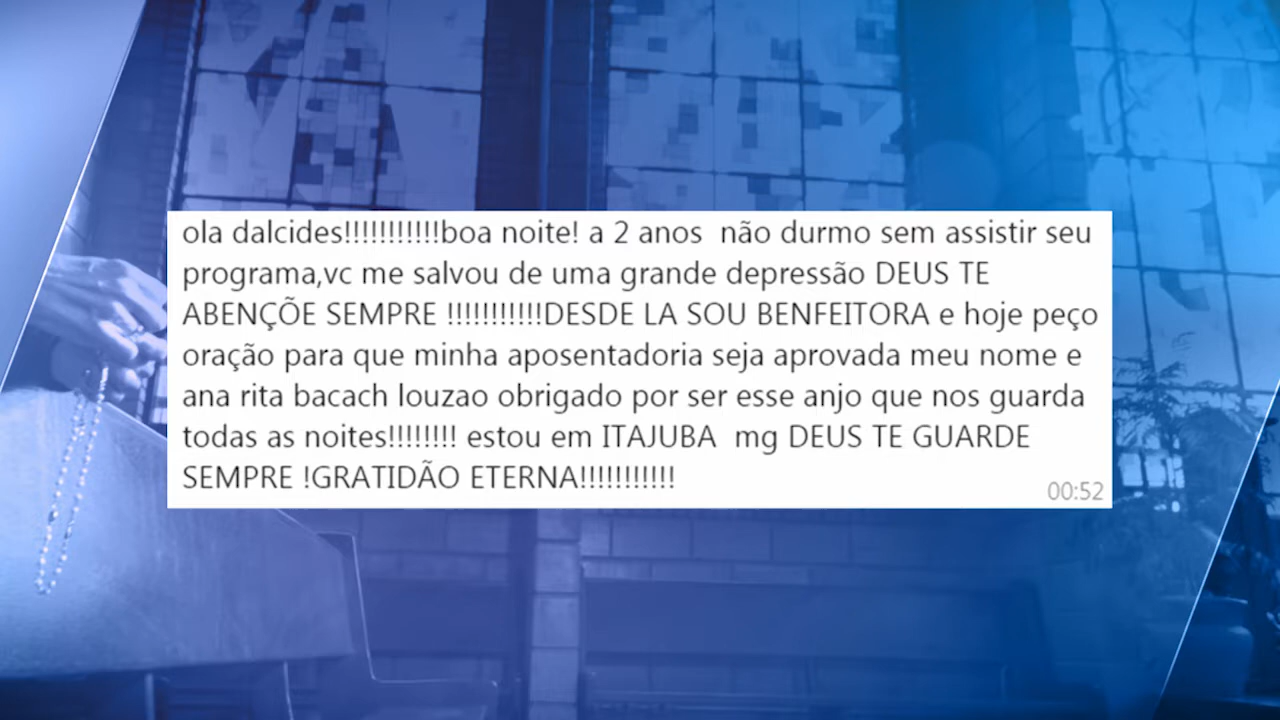 ola dalcides!!!!!!!!!!!boa noite! a 2 anos  não durmo sem assistir seu
programa,vc me salvou de uma grande depressão DEUS TE
ABENÇÕE SEMPRE !!!!!!!!!!!DESDE LA SOU BENFEITORA e hoje peço
oração para que minha aposentadoria seja aprovada meu nome e
ana rita bacach louzao obrigado por ser esse anjo que nos guarda
todas as noites!!!!!!!! estou em ITAJUBA  mg DEUS TE GUARDE
SEMPRE !GRATIDÃO ETERNA!!!!!!!!!!!
00:52